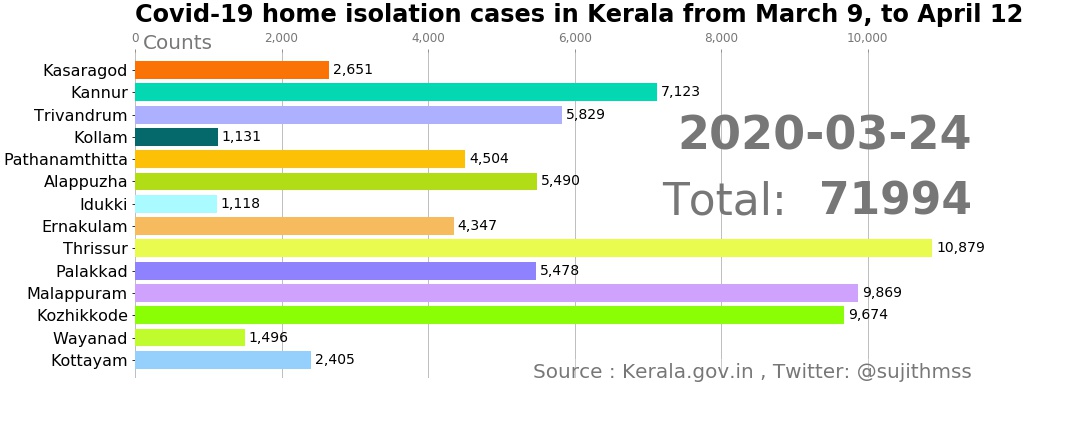 Covid-19 home isolation cases in Kerala from March 9, to April 12
0 2,000 4,000 6,000 8,000 10,000
Counts
Kasaragod 2,651
Kannur 7,123
Trivandrum 5,829
2020-03-24
Kollam 1,131
Pathanamthitta 4,504
Alappuzha 5,490
Total: 71994
Idukki 1,118
Ernakulam 4,347
Thrissur 10,879
Palakkad 5,478
Malappuram 9,869
Kozhikkode 9,674
Wayanad 1,496
Kottayam 2,405
Source : Kerala.gov.in , Twitter: @sujithmss